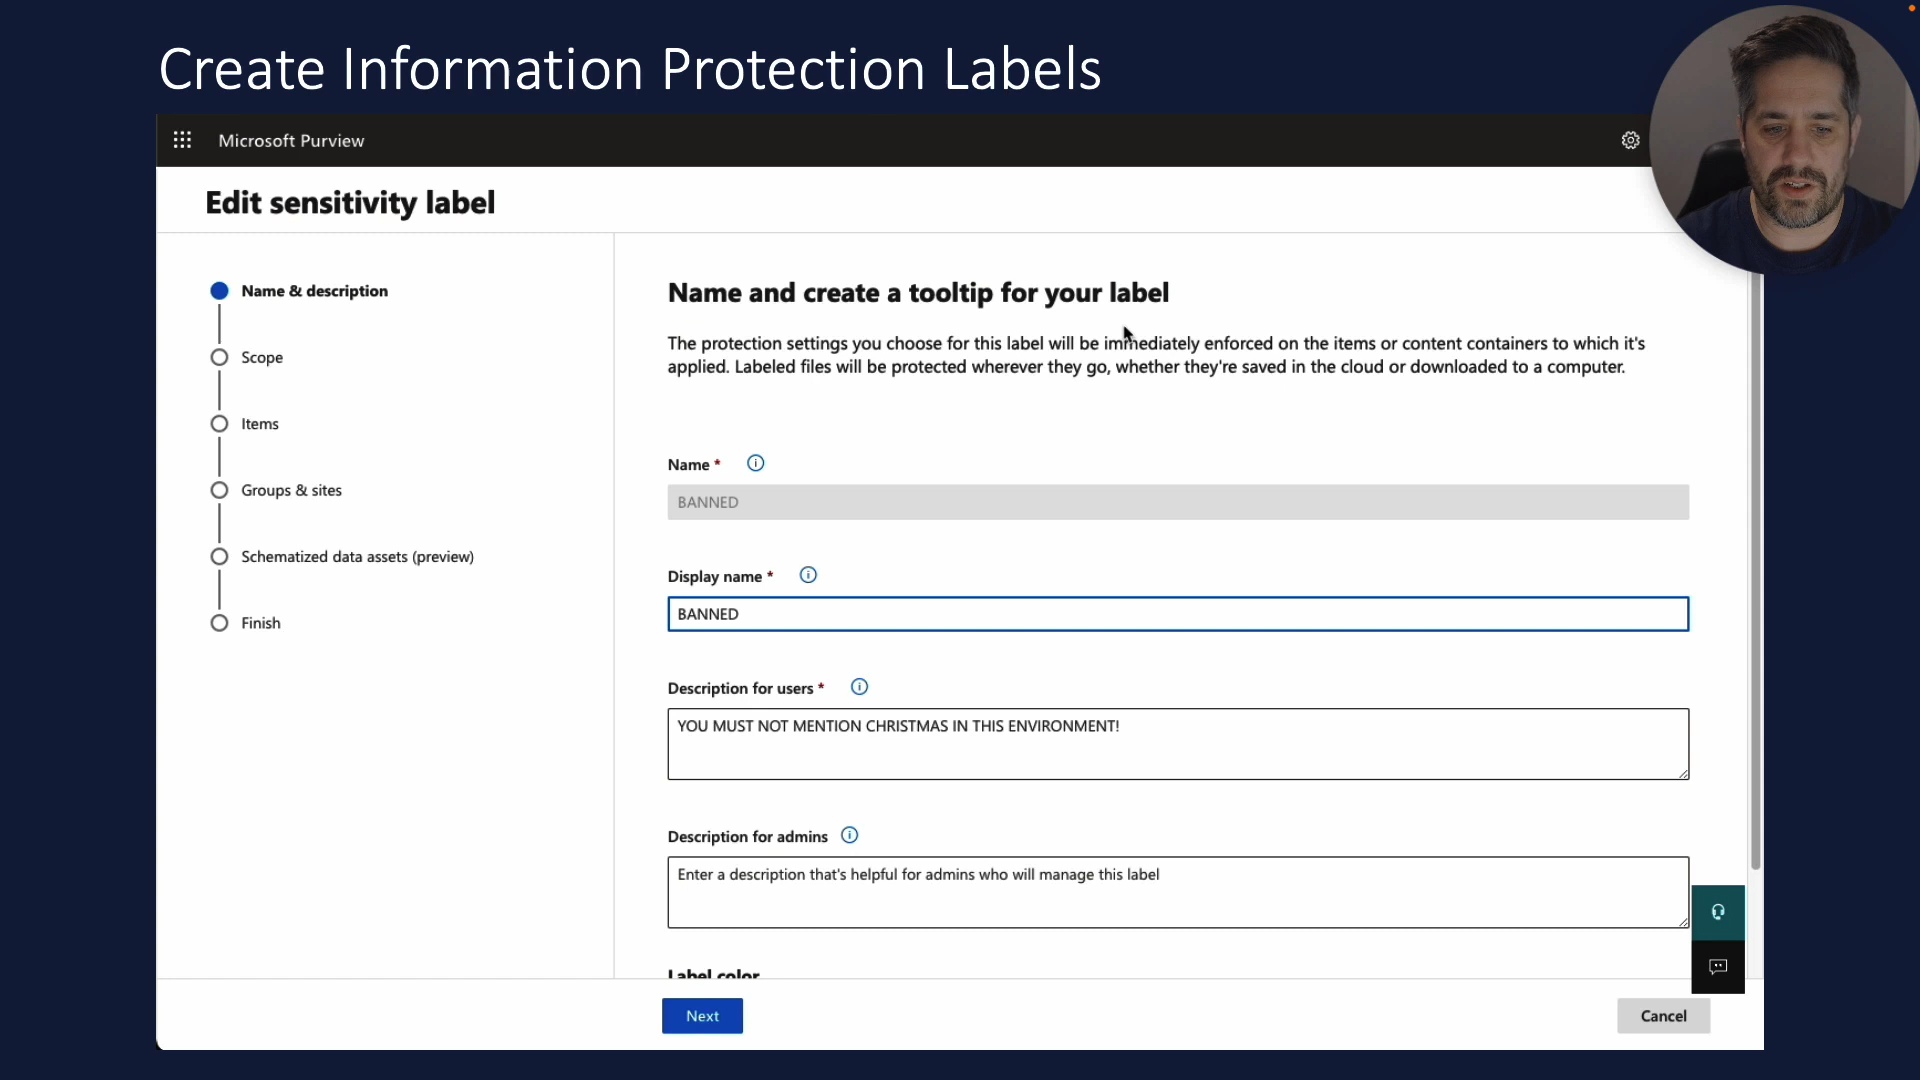 Create Information Protection Labels
Microsoft Purview
Edit sensitivity label
Name & description
Scope
Items
Groups & sites
Schematized data assets (preview)
Finish
Name and create a tooltip for your label
The protection settings you choose for this label will be immediately enforced on the items or content containers to which it's
applied. Labeled files will be protected wherever they go, whether they're saved in the cloud or downloaded to a computer.
Name *
BANNED
Display name *
BANNED
Description for users *
YOU MUST NOT MENTION CHRISTMAS IN THIS ENVIRONMENT!
Description for admins
Enter a description that's helpful for admins who will manage this label
Label color
Next
Cancel